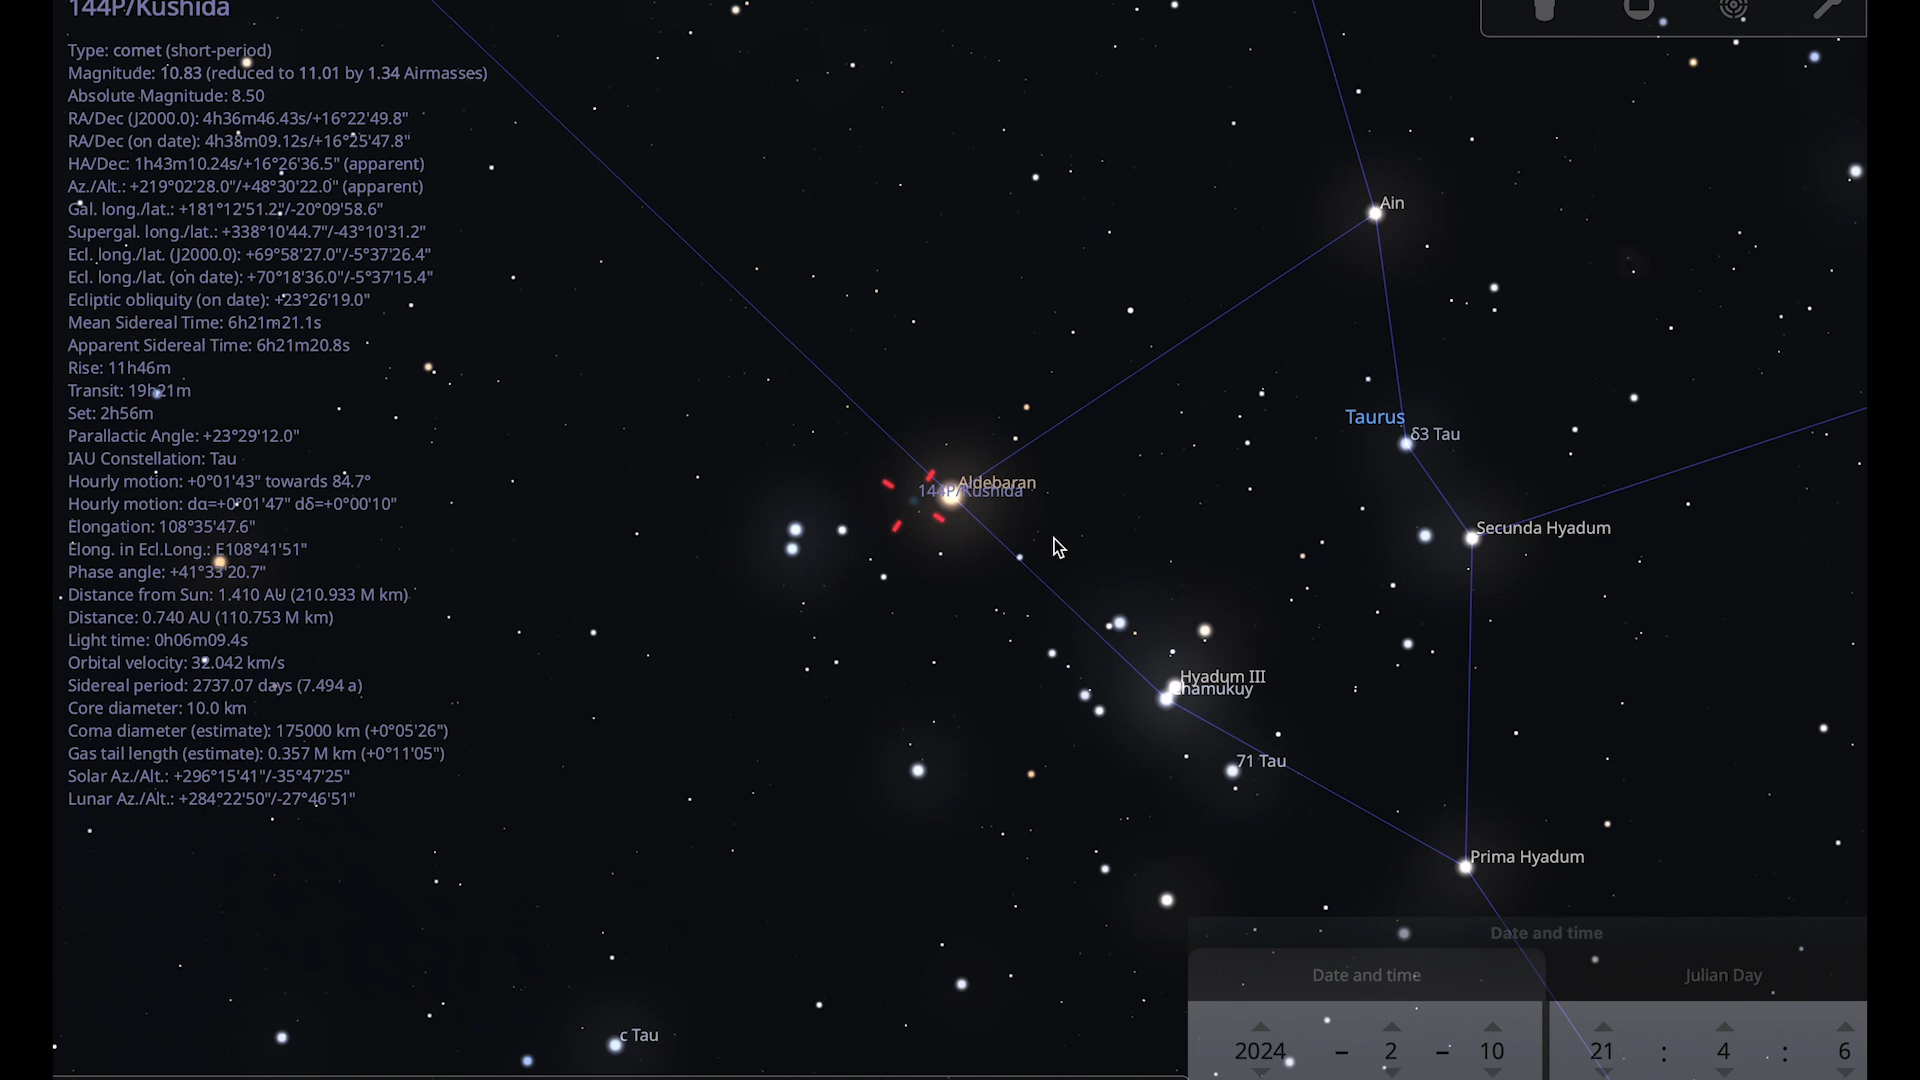 144P/Kushida
Type: comet (short-period)
Magnitude: 10.83 (reduced to 11.01 by 1.34 Airmasses)
Absolute Magnitude: 8.50
RA/Dec (J2000.0): 4h36m46.43s/+16°22'49.8"
RA/Dec (on date): 4h38m09.12s/+16°25'47.8"
HA/Dec: 1h43m10.24s/+16°26'36.5" (apparent)
Az./Alt.: +219°02'28.0"/+48°30'22.0" (apparent)
Gal. long./lat.: +181°12'51.2"/-20°09'58.6"
Supergal. long./lat.: +338°10'44.7"/-43°10'31.2"
Ecl. long./lat. (J2000.0): +69°58'27.0"/-5°37'26.4"
Ecl. long./lat. (on date): +70°18'36.0"/-5°37'15.4"
Ecliptic obliquity (on date): +23°26'19.0"
Mean Sidereal Time: 6h21m21.1s
Apparent Sidereal Time: 6h21m20.8s
Rise: 11h46m
Transit: 19h21m
Set: 2h56m
Parallactic Angle: +23°29'12.0"
IAU Constellation: Tau
Hourly motion: +0°01'43" towards 84.7°
Hourly motion: dα=+0°01'47" dδ=+0°00'10"
Elongation: 108°35'47.6"
Elong. in Ecl.Long.: E108°41'51"
Phase angle: +41°33'20.7"
Distance from Sun: 1.410 AU (210.933 M km)
Distance: 0.740 AU (110.753 M km)
Light time: 0h06m09.4s
Orbital velocity: 32.042 km/s
Sidereal period: 2737.07 days (7.494 a)
Core diameter: 10.0 km
Coma diameter (estimate): 175000 km (+0°05'26")
Gas tail length (estimate): 0.357 M km (+0°11'05")
Solar Az./Alt.: +296°15'41"/-35°47'25"
Lunar Az./Alt.: +284°22'50"/-27°46'51"
Ain
Taurus
δ3 Tau
Aldebaran
144P/Kushida
Secunda Hyadum
Hyadum III
Chamukuy
71 Tau
Prima Hyadum
c Tau
Date and time
Date and time Julian Day
2024 – 2 – 10 21 : 4 : 6